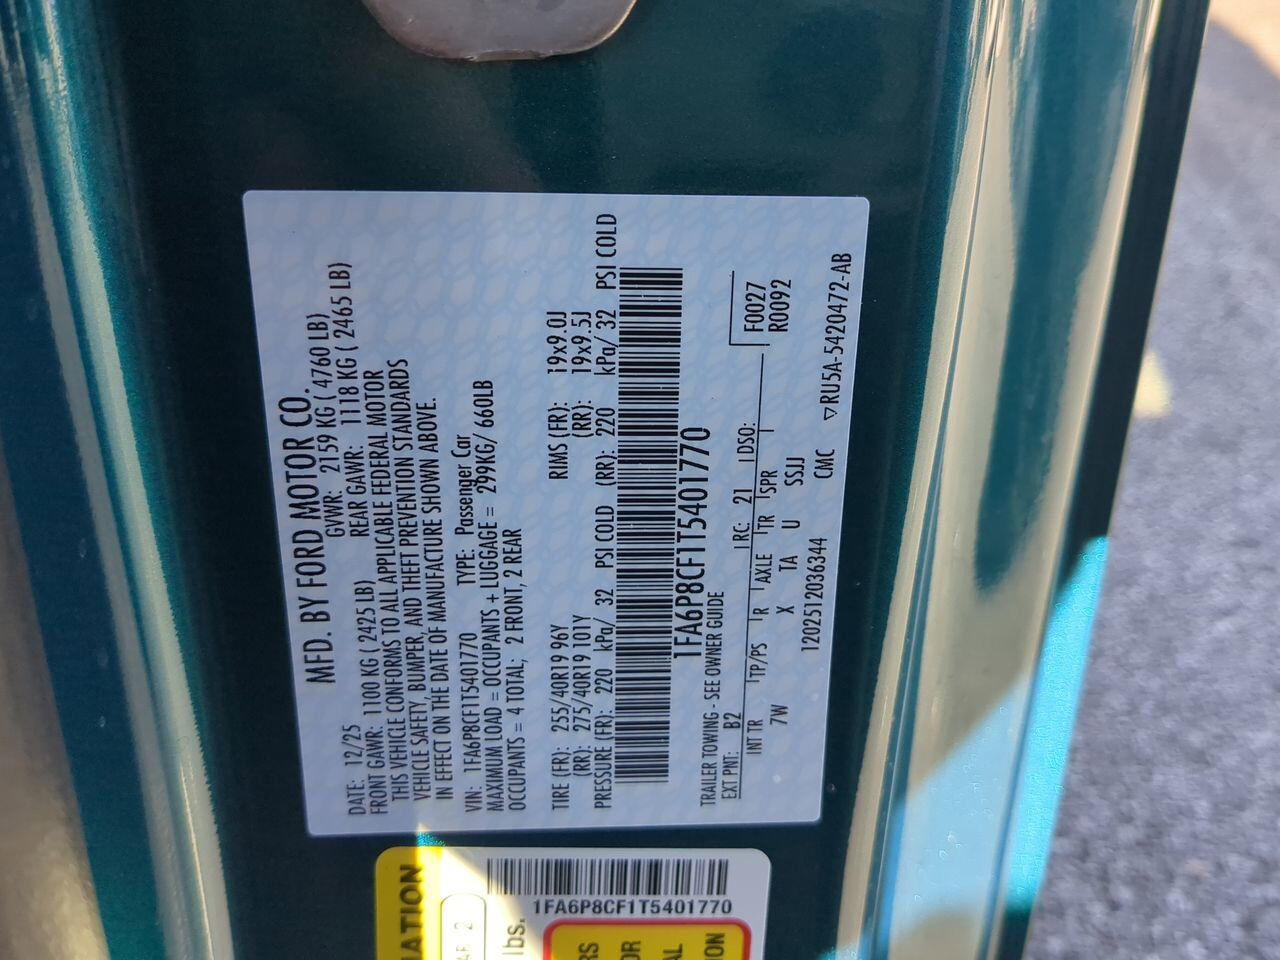 MFD. BY FORD MOTOR CO.
DATE: 12/25 GVWR: 2159 KG ( 4760 LB)
FRONT GAWR: 1100 KG ( 2425 LB) REAR GAWR: 1118 KG ( 2465 LB)
THIS VEHICLE CONFORMS TO ALL APPLICABLE FEDERAL MOTOR
VEHICLE SAFETY, BUMPER, AND THEFT PREVENTION STANDARDS
IN EFFECT ON THE DATE OF MANUFACTURE SHOWN ABOVE.
VIN: 1FA6P8CF1T5401770 TYPE: Passenger Car
MAXIMUM LOAD = OCCUPANTS + LUGGAGE = 299KG/ 660LB
OCCUPANTS = 4 TOTAL; 2 FRONT, 2 REAR
TIRE (FR): 255/40R19 96Y RIMS (FR): 19x9.0J
(RR): 275/40R19 101Y (RR): 19x9.5J
PRESSURE (FR): 220 kPa/ 32 PSI COLD (RR): 220 kPa/ 32 PSI COLD
1FA6P8CF1T5401770
TRAILER TOWING - SEE OWNER GUIDE F0027
EXT PNT: B2 RC: 21 DSO: R0092
INT TR TP/PS R AXLE TR SPR
7W X TA U SSJJ
1202512036344 CMC ▽RU5A-5420472-AB
1FA6P8CF1T5401770
lbs.